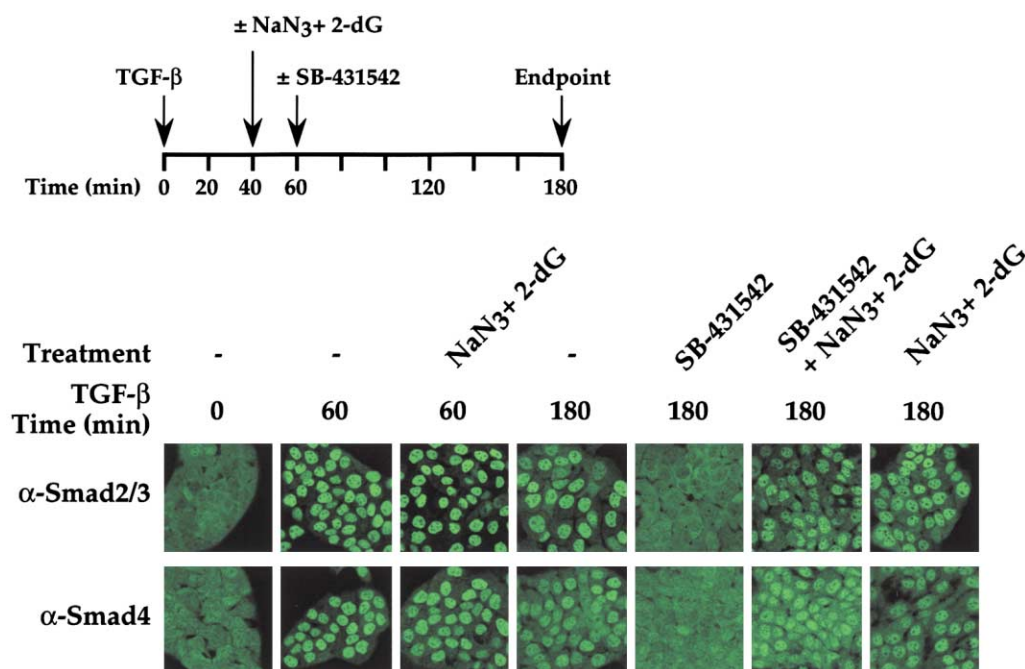 ± NaN3+ 2-dG
TGF-β
± SB-431542
Endpoint
Time (min) 0 20 40 60 120 180
Treatment - - NaN3+ 2-dG - SB-431542 SB-431542 + NaN3+ 2-dG NaN3+ 2-dG
TGF-β
Time (min) 0 60 60 180 180 180 180
α-Smad2/3
α-Smad4